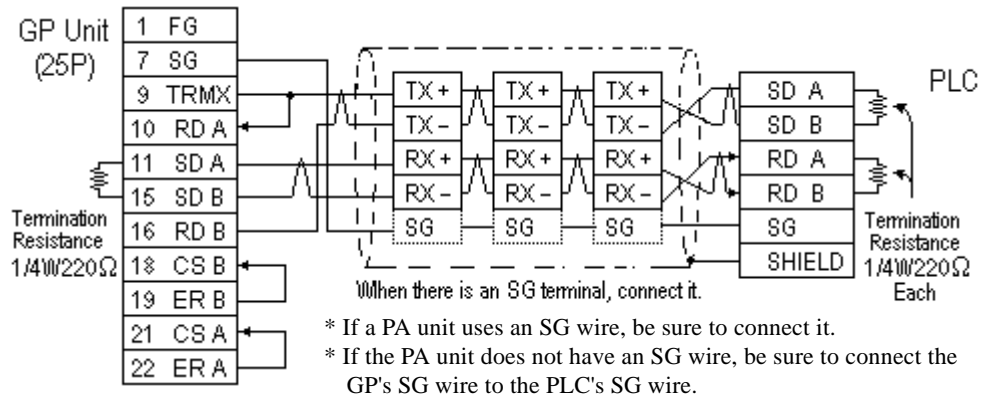 GP Unit
(25P)
1 FG
7 SG
9 TRMX
10 RD A
11 SD A
15 SD B
16 RD B
18 CS B
19 ER B
21 CS A
22 ER A
Termination
Resistance
1/4W220Ω
TX+ TX+ TX+
TX- TX- TX-
RX+ RX+ RX+
RX- RX- RX-
SG SG SG
PLC
SD A
SD B
RD A
RD B
SG
SHIELD
Termination
Resistance
1/4W220Ω
Each
When there is an SG terminal, connect it.
* If a PA unit uses an SG wire, be sure to connect it.
* If the PA unit does not have an SG wire, be sure to connect the
GP's SG wire to the PLC's SG wire.